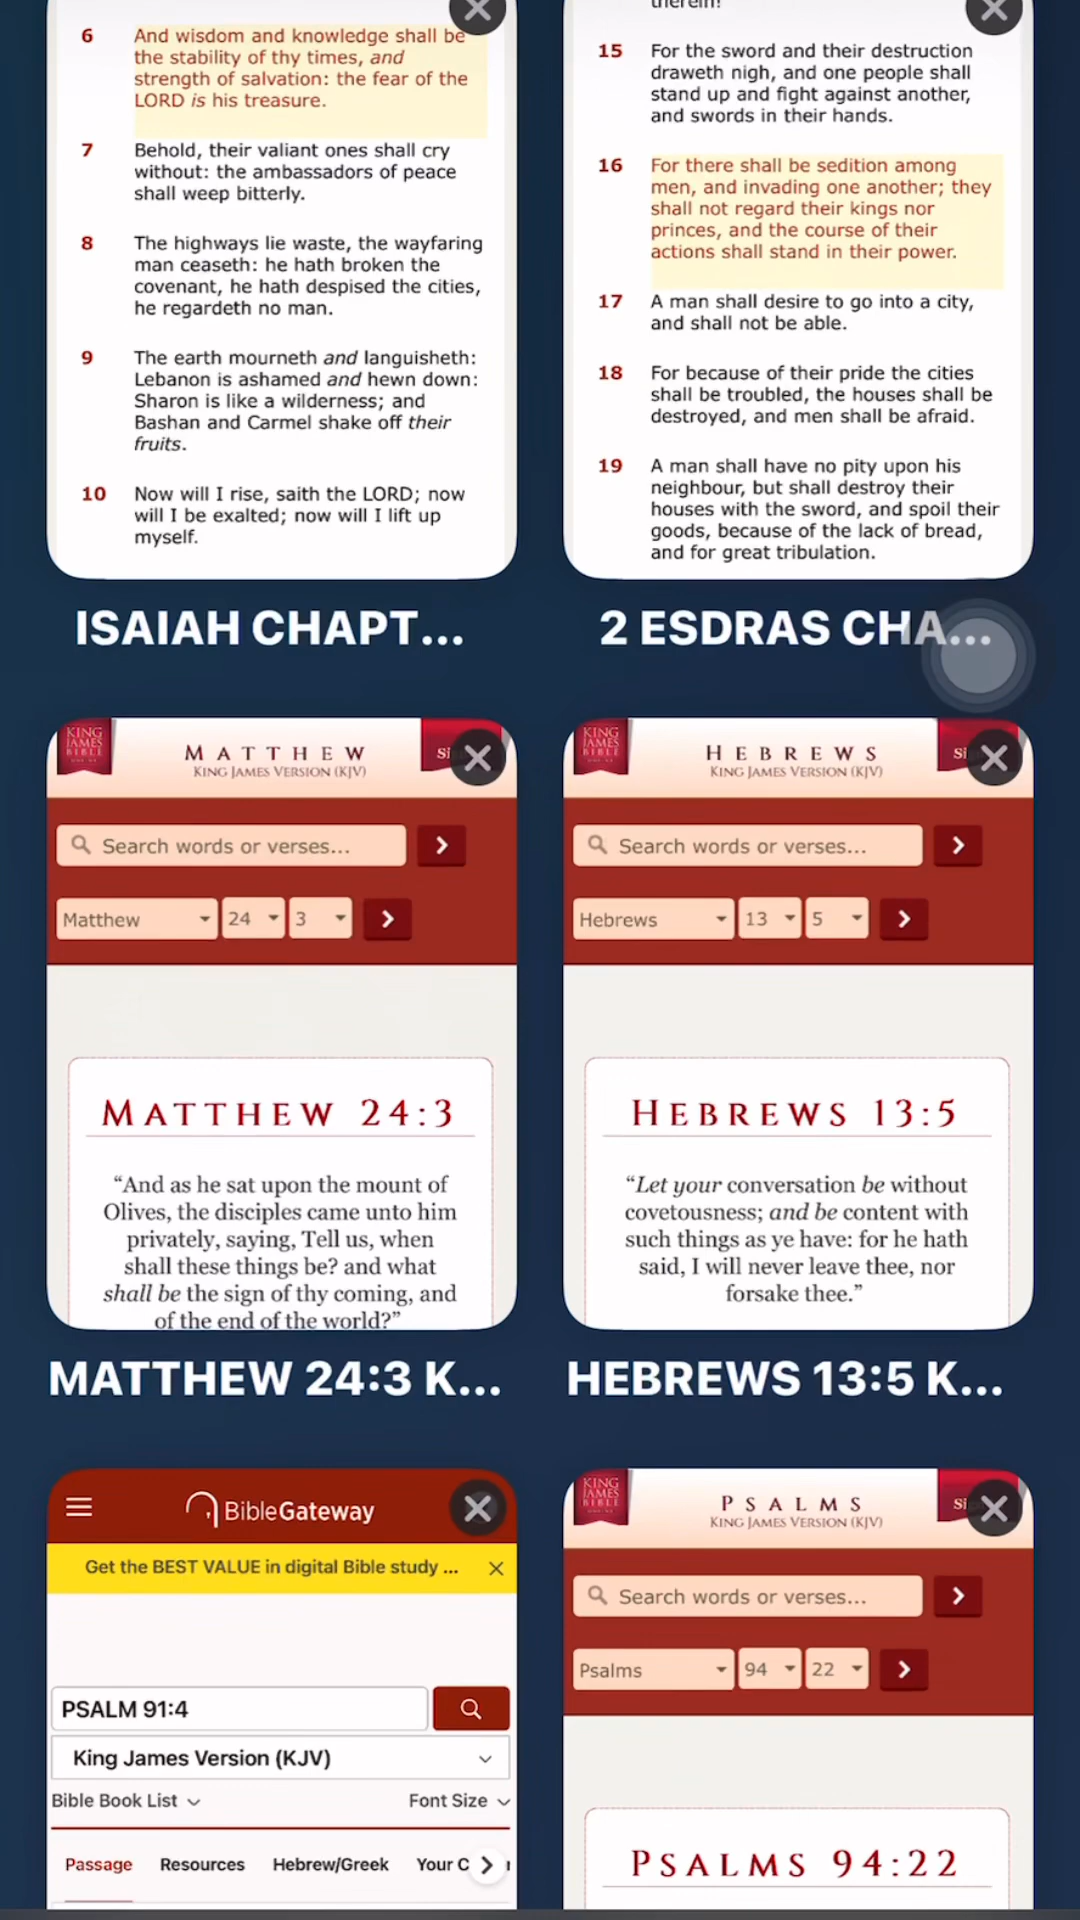 6 And wisdom and knowledge shall be
the stability of thy times, and
strength of salvation: the fear of the
LORD is his treasure.
7 Behold, their valiant ones shall cry
without: the ambassadors of peace
shall weep bitterly.
8 The highways lie waste, the wayfaring
man ceaseth: he hath broken the
covenant, he hath despised the cities,
he regardeth no man.
9 The earth mourneth and languisheth:
Lebanon is ashamed and hewn down:
Sharon is like a wilderness; and
Bashan and Carmel shake off their
fruits.
10 Now will I rise, saith the LORD; now
will I be exalted; now will I lift up
myself.
ISAIAH CHAPT...
therein!
15 For the sword and their destruction
draweth nigh, and one people shall
stand up and fight against another,
and swords in their hands.
16 For there shall be sedition among
men, and invading one another; they
shall not regard their kings nor
princes, and the course of their
actions shall stand in their power.
17 A man shall desire to go into a city,
and shall not be able.
18 For because of their pride the cities
shall be troubled, the houses shall be
destroyed, and men shall be afraid.
19 A man shall have no pity upon his
neighbour, but shall destroy their
houses with the sword, and spoil their
goods, because of the lack of bread,
and for great tribulation.
2 ESDRAS CHA...
KING
JAMES
BIBLE
MATTHEW
KING JAMES VERSION (KJV)
Si
Search words or verses...
Matthew 24 3
MATTHEW 24:3
“And as he sat upon the mount of
Olives, the disciples came unto him
privately, saying, Tell us, when
shall these things be? and what
shall be the sign of thy coming, and
of the end of the world?”
MATTHEW 24:3 K...
KING
JAMES
BIBLE
HEBREWS
KING JAMES VERSION (KJV)
Si
Search words or verses...
Hebrews 13 5
HEBREWS 13:5
“Let your conversation be without
covetousness; and be content with
such things as ye have: for he hath
said, I will never leave thee, nor
forsake thee.”
HEBREWS 13:5 K...
BibleGateway
Get the BEST VALUE in digital Bible study ...
PSALM 91:4
King James Version (KJV)
Bible Book List Font Size
Passage Resources Hebrew/Greek Your C
KING
JAMES
BIBLE
PSALMS
KING JAMES VERSION (KJV)
Si
Search words or verses...
Psalms 94 22
PSALMS 94:22